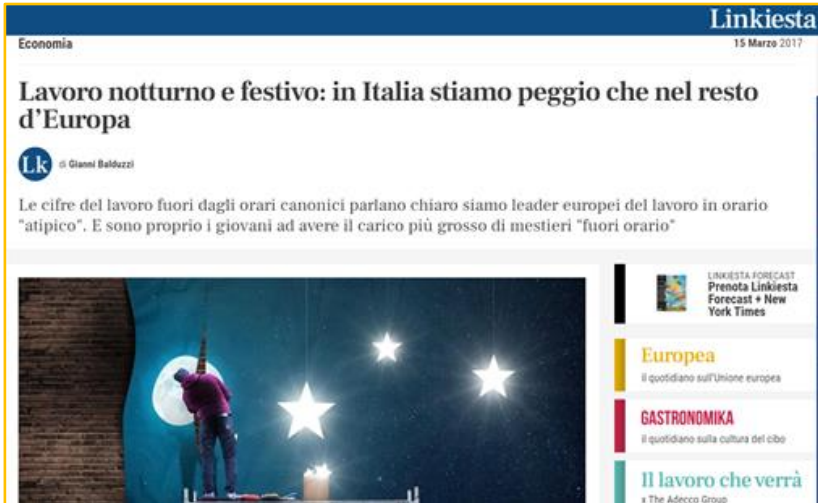 Linkiesta
Economia
15 Marzo 2017
Lavoro notturno e festivo: in Italia stiamo peggio che nel resto
d'Europa
Lk
di Gianni Balduzzi
Le cifre del lavoro fuori dagli orari canonici parlano chiaro siamo leader europei del lavoro in orario
"atipico". E sono proprio i giovani ad avere il carico più grosso di mestieri "fuori orario"
LINKIESTA FORECAST
Prenota Linkiesta
Forecast + New
York Times
Europea
il quotidiano sull'Unione europea
GASTRONOMIKA
il quotidiano sulla cultura del cibo
Il lavoro che verrà
x The Adecco Group